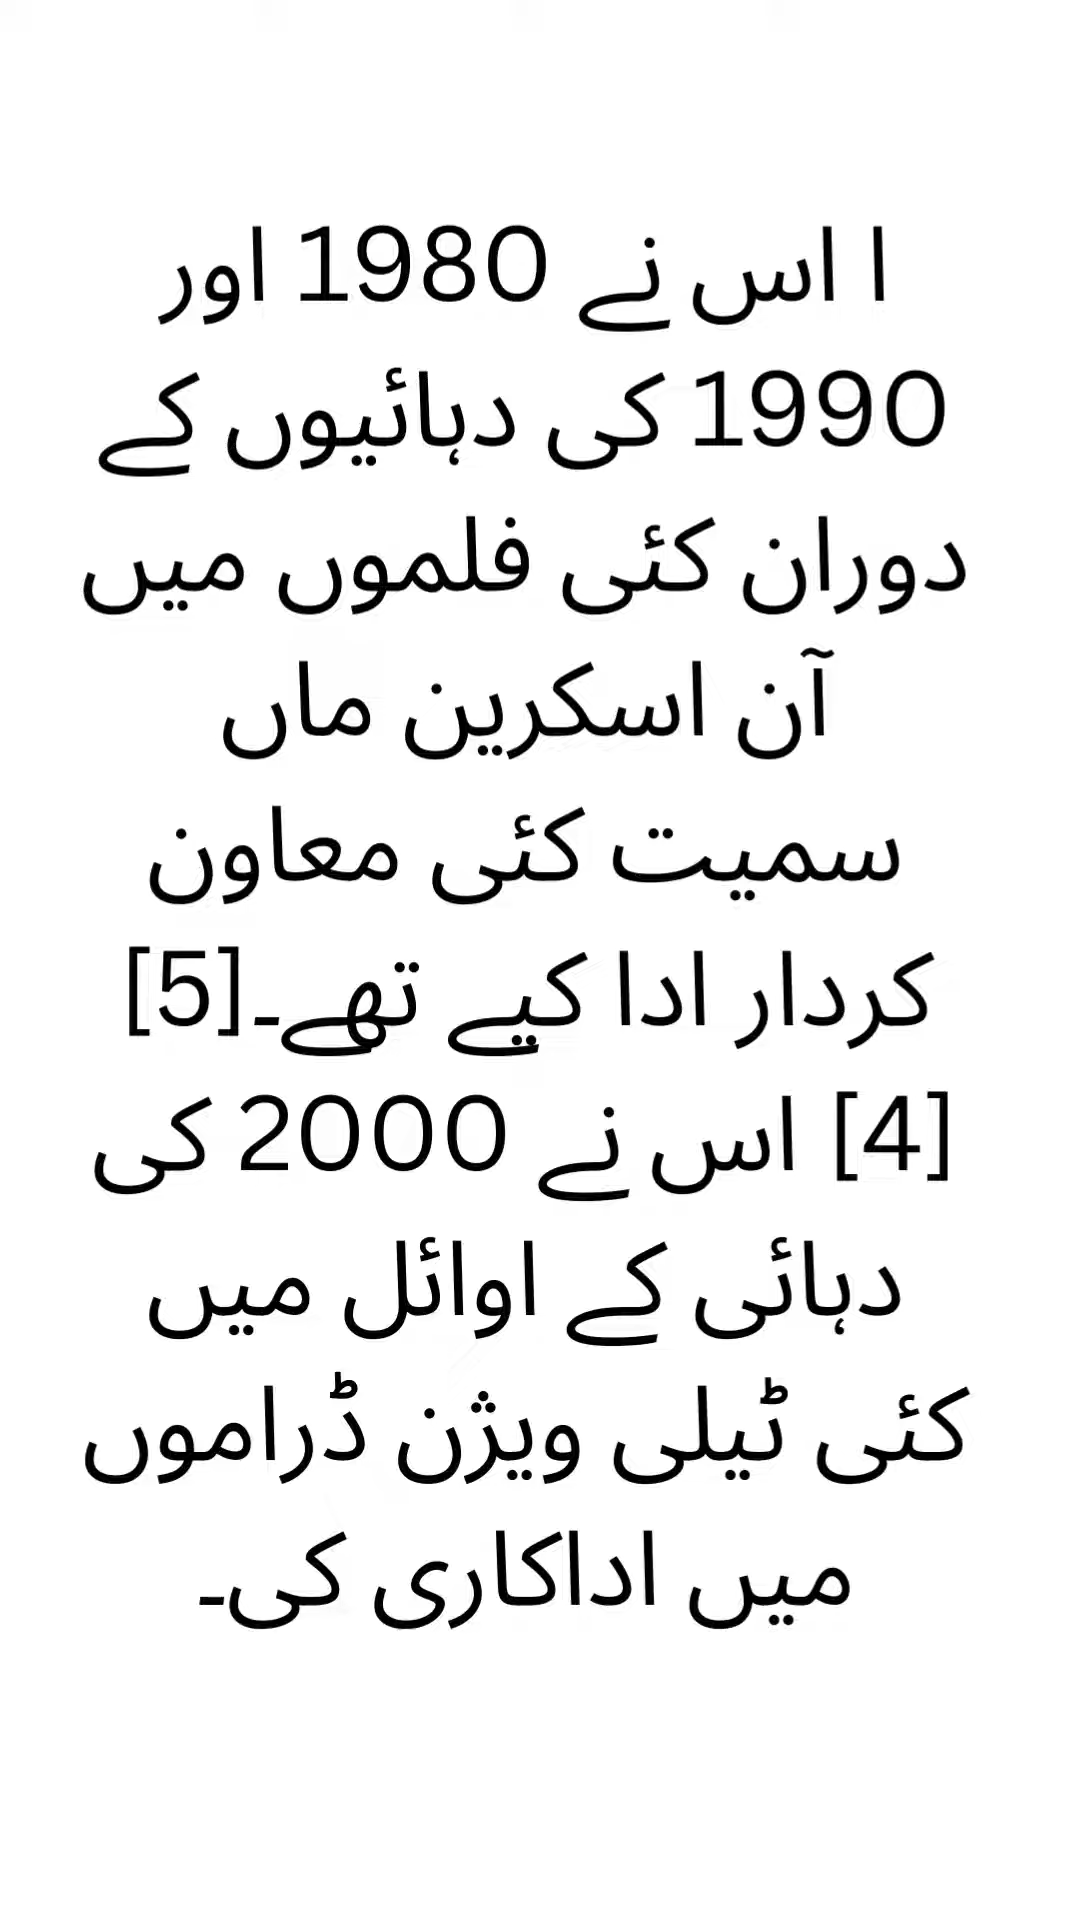 ا اس نے 1980 اور
1990 کی دہائیوں کے
دوران کئی فلموں میں
آن اسکرین ماں
سمیت کئی معاون
کردار ادا کیے تھے۔[5]
[4] اس نے 2000 کی
دہائی کے اوائل میں
کئی ٹیلی ویژن ڈراموں
میں اداکاری کی۔